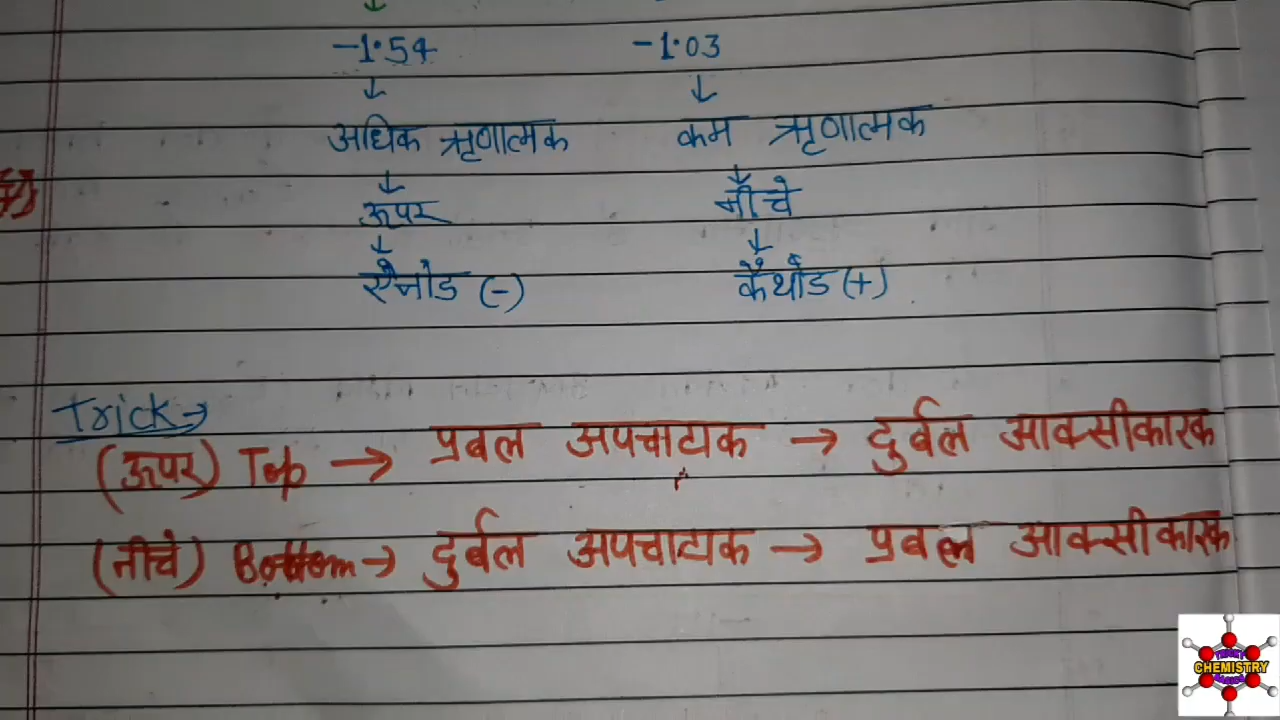 -1.54 -1.03
↓ ↓
अधिक ऋणात्मक कम ऋणात्मक
↓ ↓
ऊपर नीचे
↓ ↓
ऐनोड (-) कैथोड (+)
Trick →
(ऊपर) Top → प्रबल अपचायक → दुर्बल आक्सीकारक
(नीचे) Bottom → दुर्बल अपचायक → प्रबल आक्सीकारक
CHEMISTRY